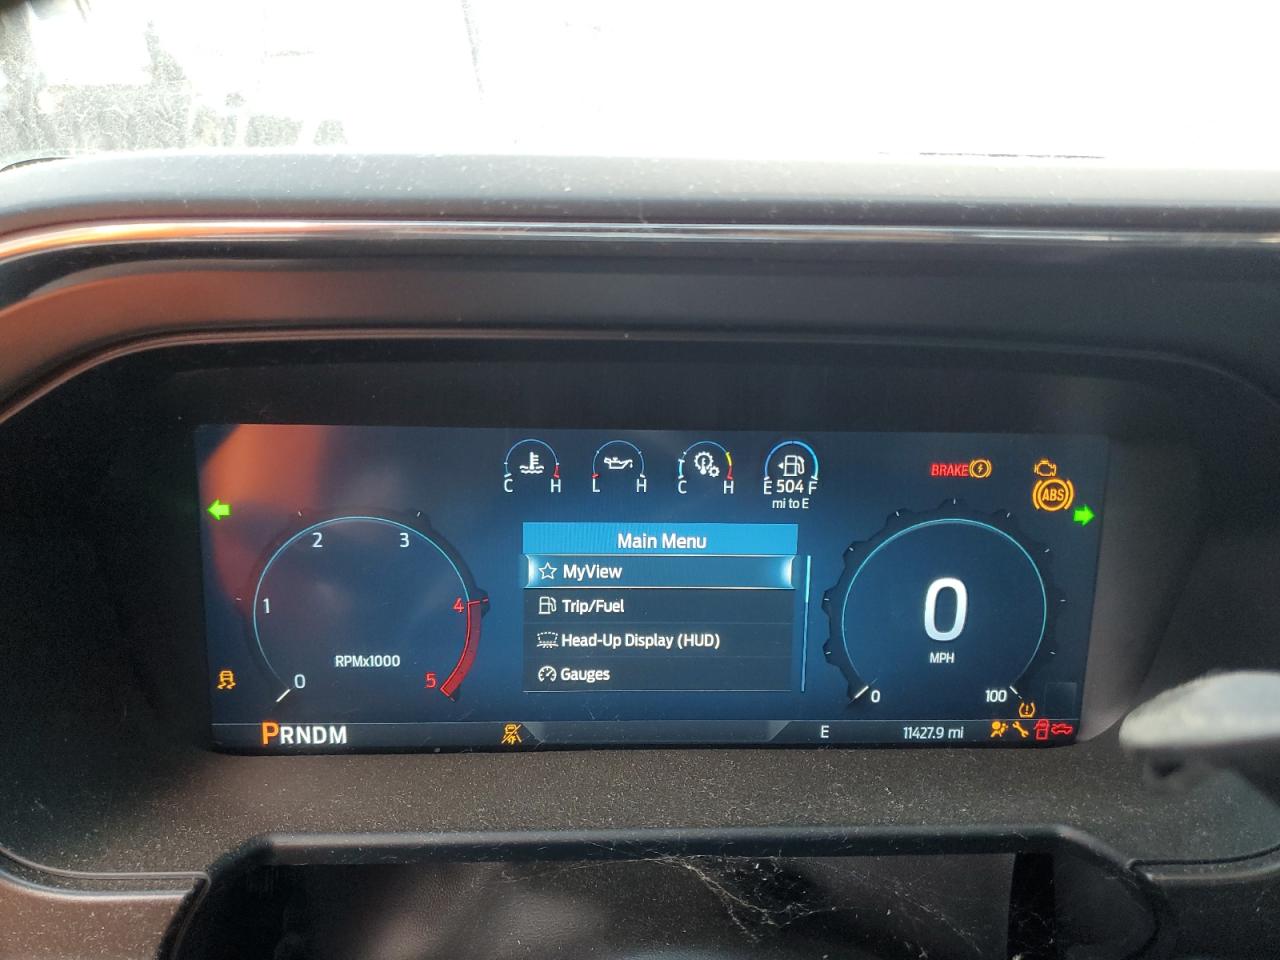 C H
L H
C H
E 504 F
mi to E
BRAKE
ABS
Main Menu
MyView
Trip/Fuel
Head-Up Display (HUD)
Gauges
0
1
2
3
4
5
RPMx1000
0
MPH
0
100
PRNDM
E
11427.9 mi